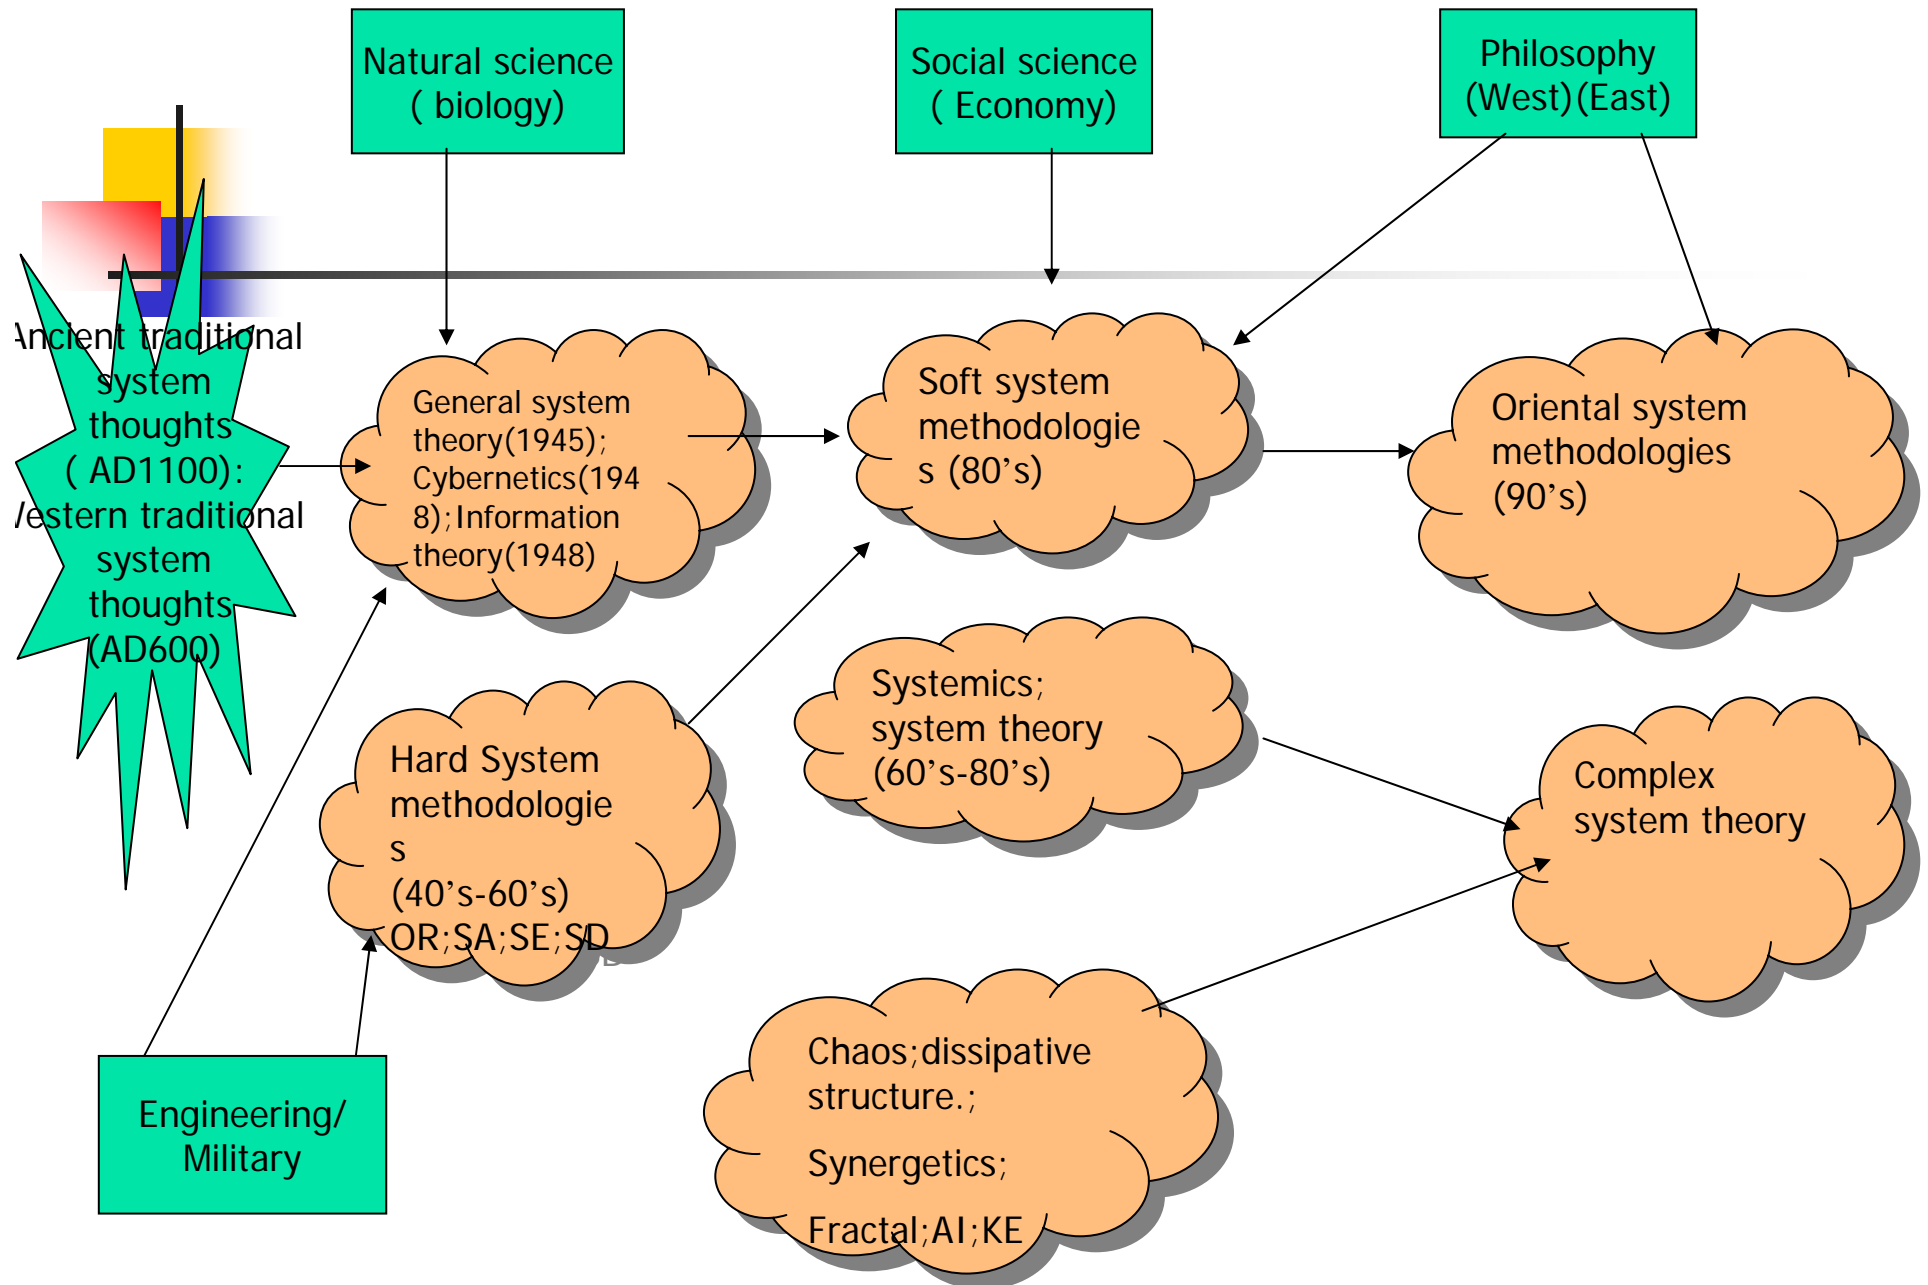 Natural science
( biology)
Social science
( Economy)
Philosophy
(West)(East)
Ancient traditional
system
thoughts
( AD1100):
Western traditional
system
thoughts
(AD600)
General system
theory(1945);
Cybernetics(194
8);Information
theory(1948)
Soft system
methodologie
s (80's)
Oriental system
methodologies
(90's)
Hard System
methodologie
s
(40's-60's)
OR;SA;SE;SD
Systemics;
system theory
(60's-80's)
Complex
system theory
Chaos;dissipative
structure.;
Synergetics;
Fractal;AI;KE
Engineering/
Military